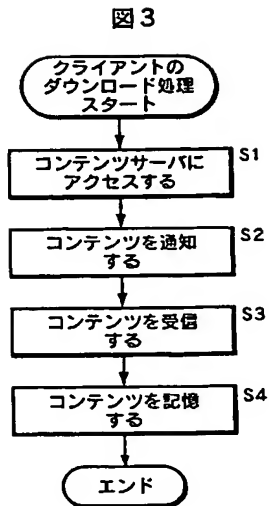 図3
クライアントの
ダウンロード処理
スタート
コンテンツサーバに
アクセスする
S1
コンテンツを通知
する
S2
コンテンツを受信
する
S3
コンテンツを記憶
する
S4
エンド